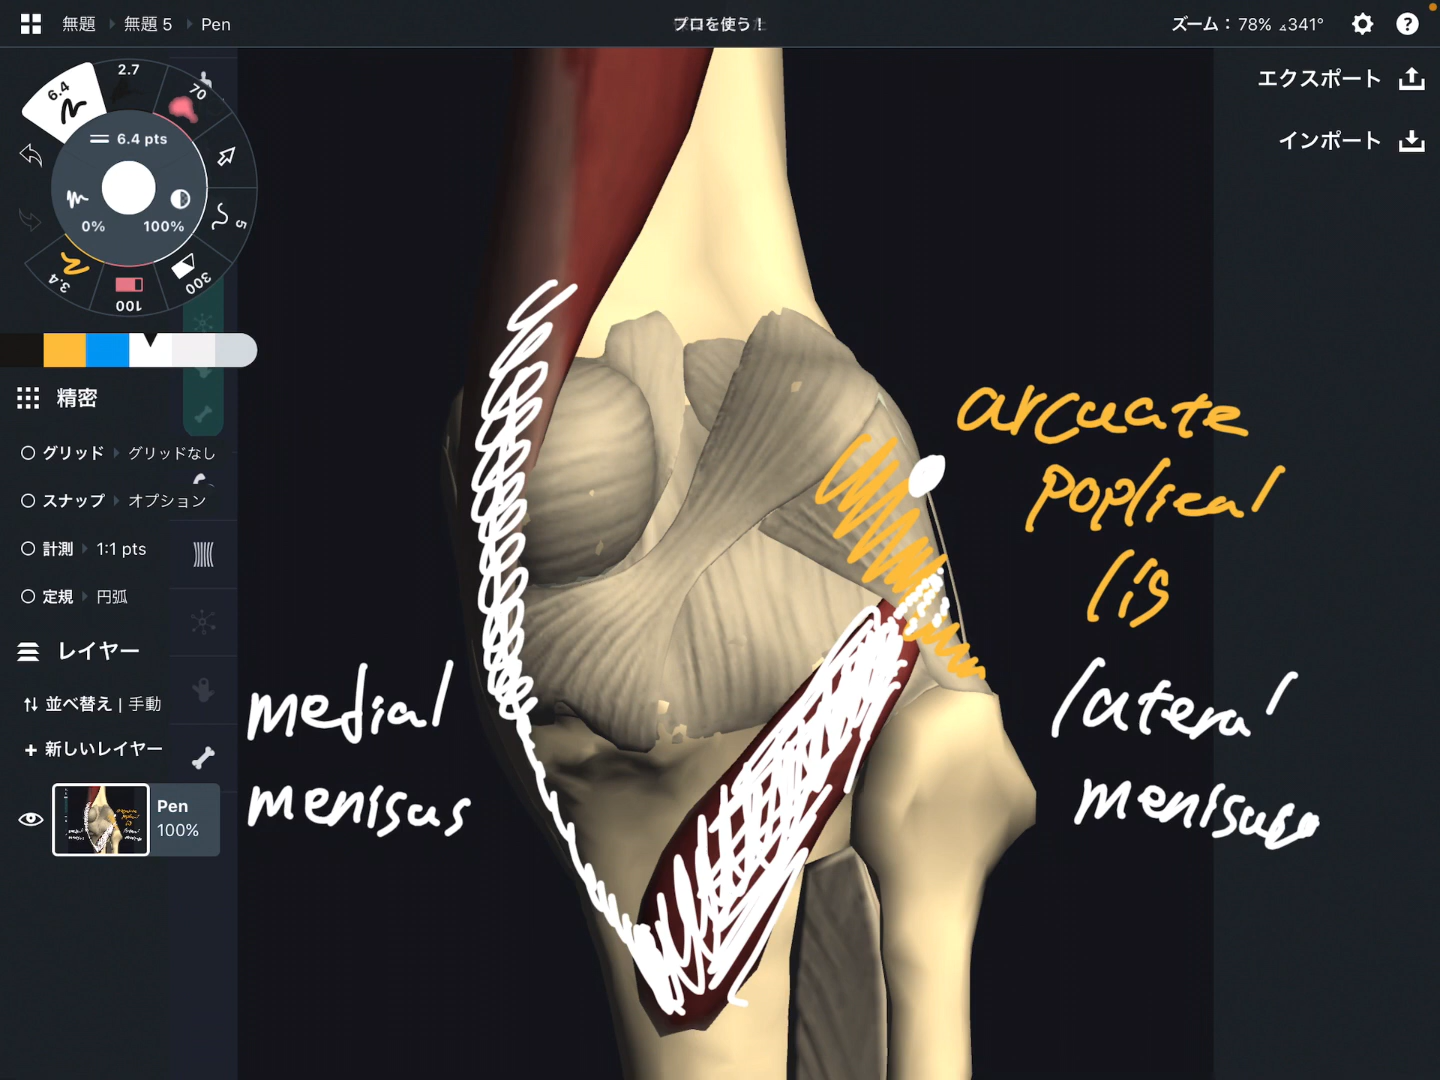 無題 無題 5 Pen
プロを使う！
ズーム： 78% ⊿341°
エクスポート
インポート
6.4
2.7
70
6.4 pts
0% 100%
5
300
100
3.4
精密
グリッド グリッドなし
スナップ オプション
計測 1:1 pts
定規 円弧
レイヤー
並べ替え | 手動
+ 新しいレイヤー
Pen
100%
arcuate
poplical
lis
medial
meniscus
lateral